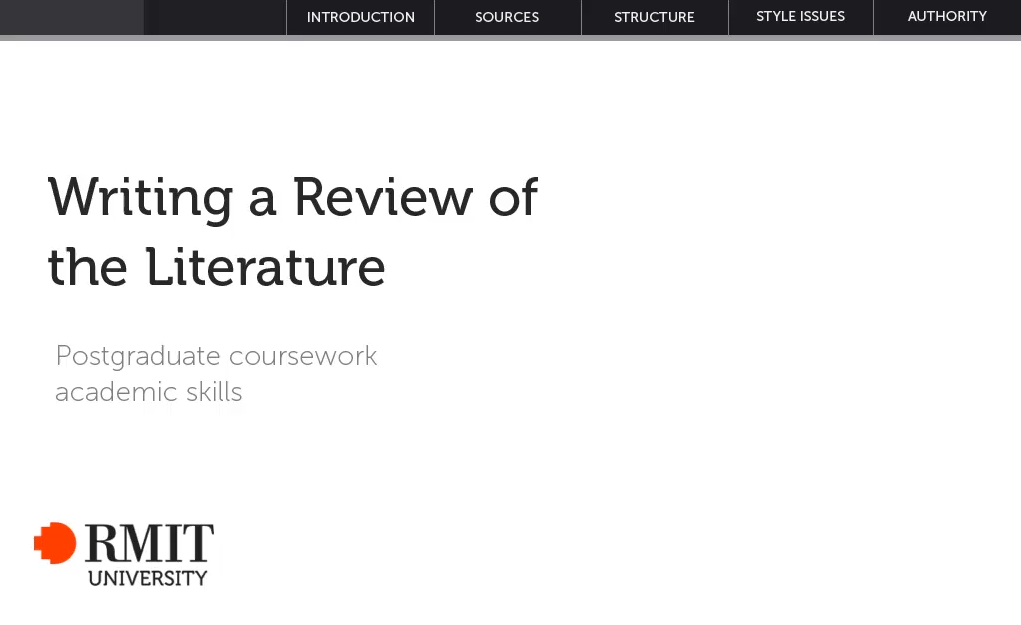 INTRODUCTION
SOURCES
STRUCTURE
STYLE ISSUES
AUTHORITY
Writing a Review of
the Literature
Postgraduate coursework
academic skills
RMIT
UNIVERSITY